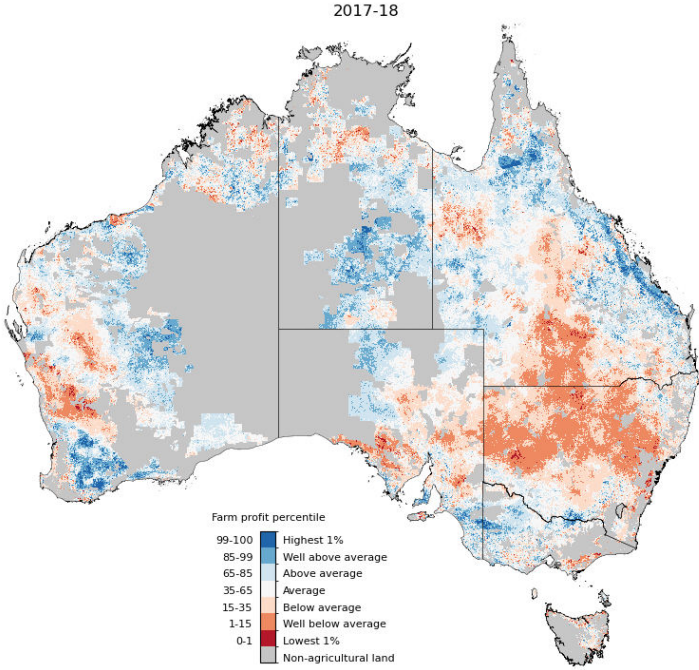 2017-18
Farm profit percentile
99-100 Highest 1%
85-99 Well above average
65-85 Above average
35-65 Average
15-35 Below average
1-15 Well below average
0-1 Lowest 1%
Non-agricultural land